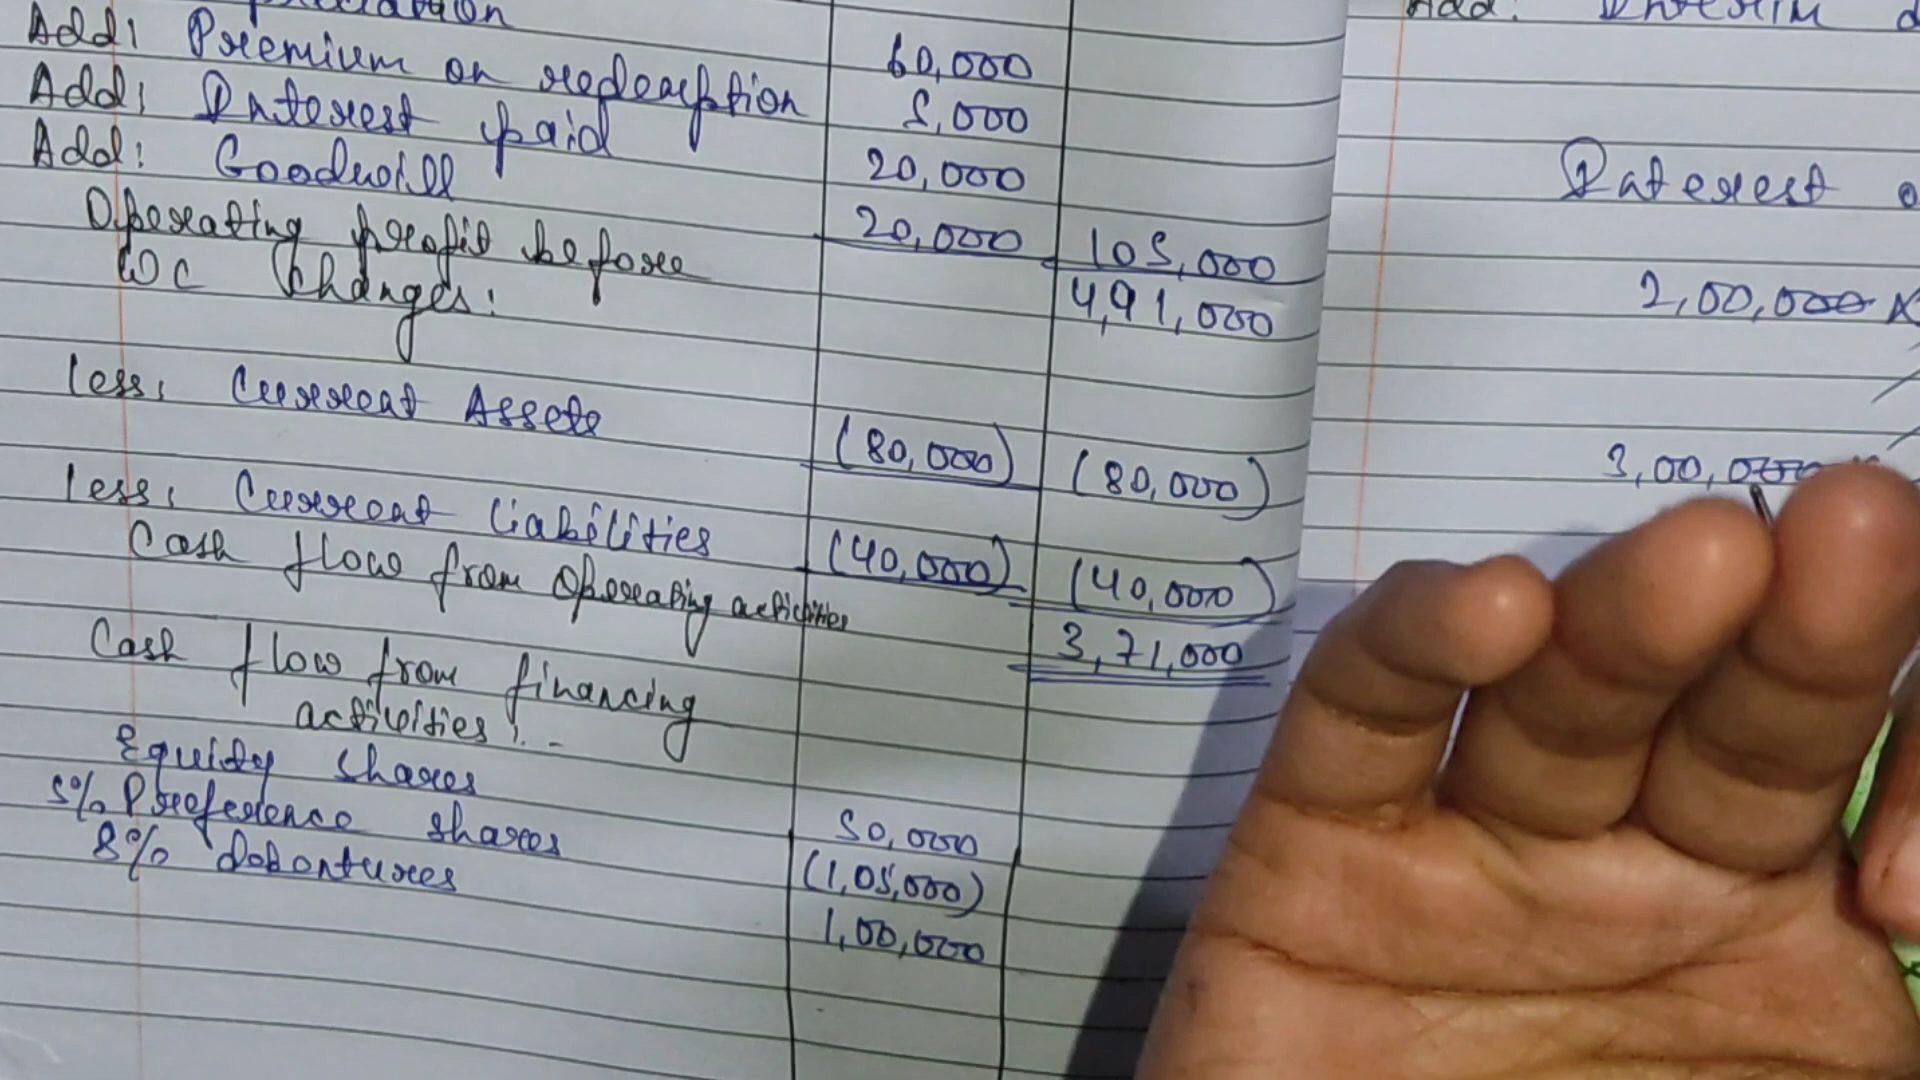 Add: Premium on redemption 60,000
Add: Interest paid 5,000
Add: Goodwill 20,000
Operating profit before 20,000 105,000
WC changes: 4,91,000
Less: Current Assets (80,000) (80,000)
Less: Current Liabilities (40,000) (40,000)
Cash flow from operating activities 3,71,000
Cash flow from financing
activities:-
Equity shares 50,000
5% Preference shares (1,05,000)
8% debentures 1,00,000
Add: Interim
Interest
2,00,000 ×
3,00,000